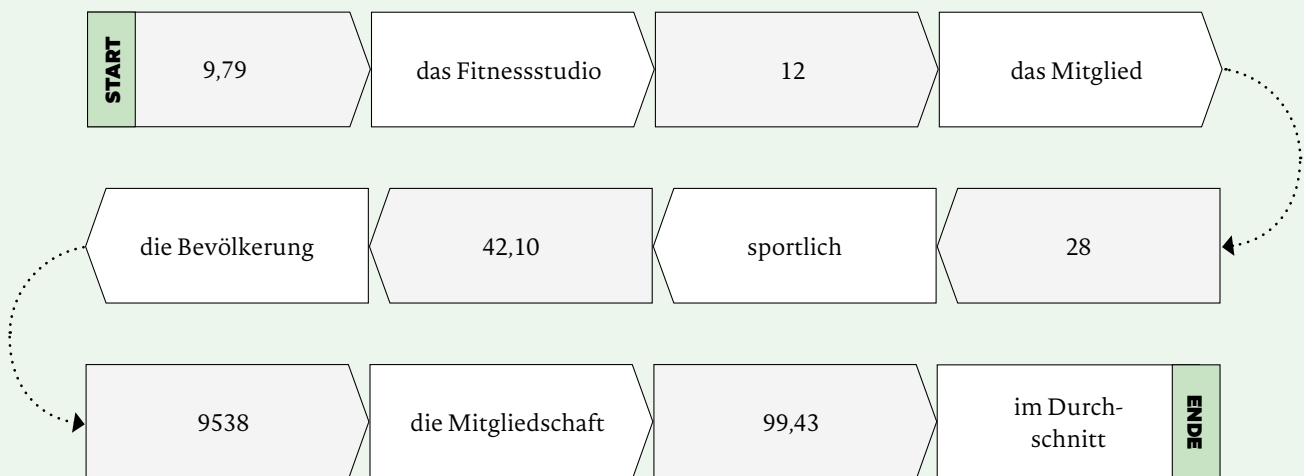 START
9,79
das Fitnessstudio
12
das Mitglied
28
sportlich
42,10
die Bevölkerung
9538
die Mitgliedschaft
99,43
im Durch-
schnitt
ENDE